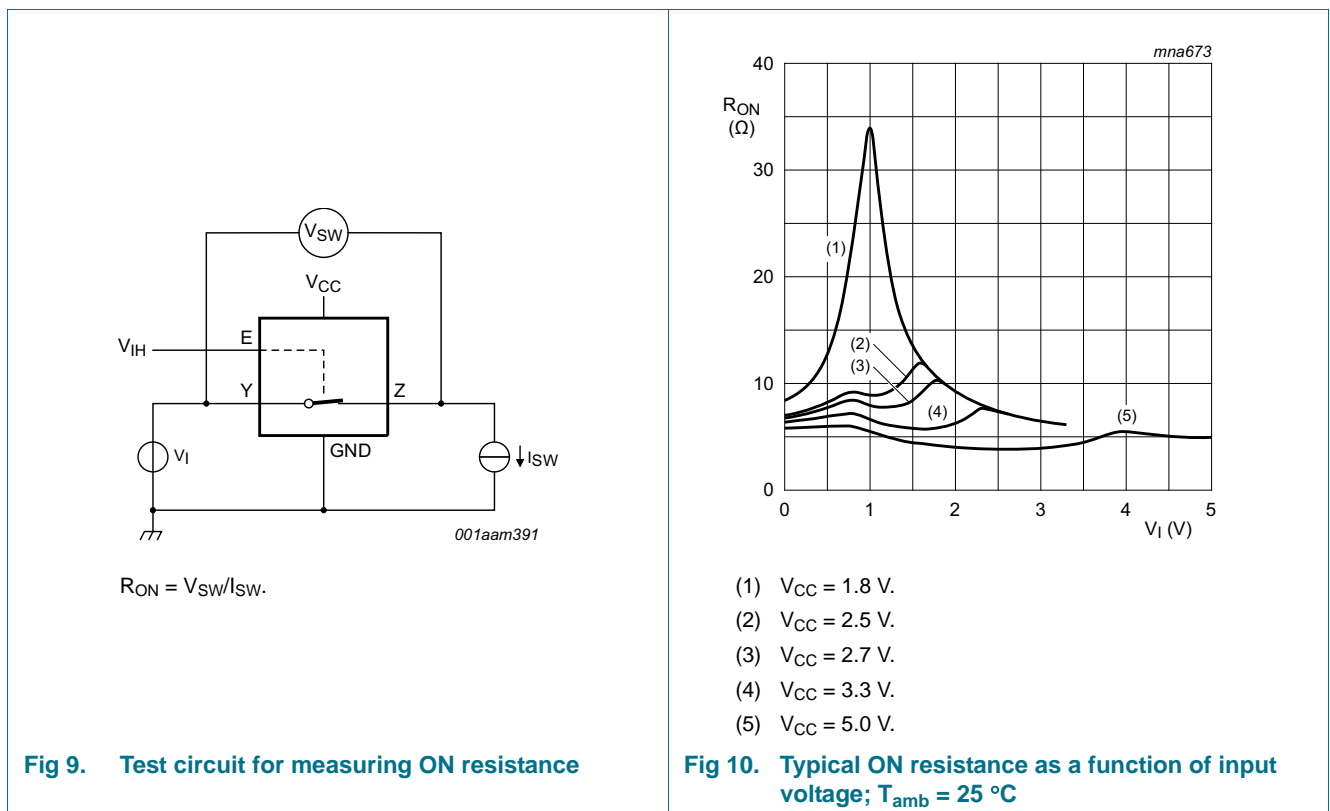 V_SW
V_CC
V_IH
E
Y
Z
GND
V_I
I_SW
001aam391
R_ON = V_SW/I_SW.
Fig 9. Test circuit for measuring ON resistance
mna673
R_ON
(Ω)
40
30
20
10
0
(1)
(2)
(3)
(4)
(5)
0 1 2 3 4 5
V_I (V)
(1) V_CC = 1.8 V.
(2) V_CC = 2.5 V.
(3) V_CC = 2.7 V.
(4) V_CC = 3.3 V.
(5) V_CC = 5.0 V.
Fig 10. Typical ON resistance as a function of input
voltage; T_amb = 25 °C